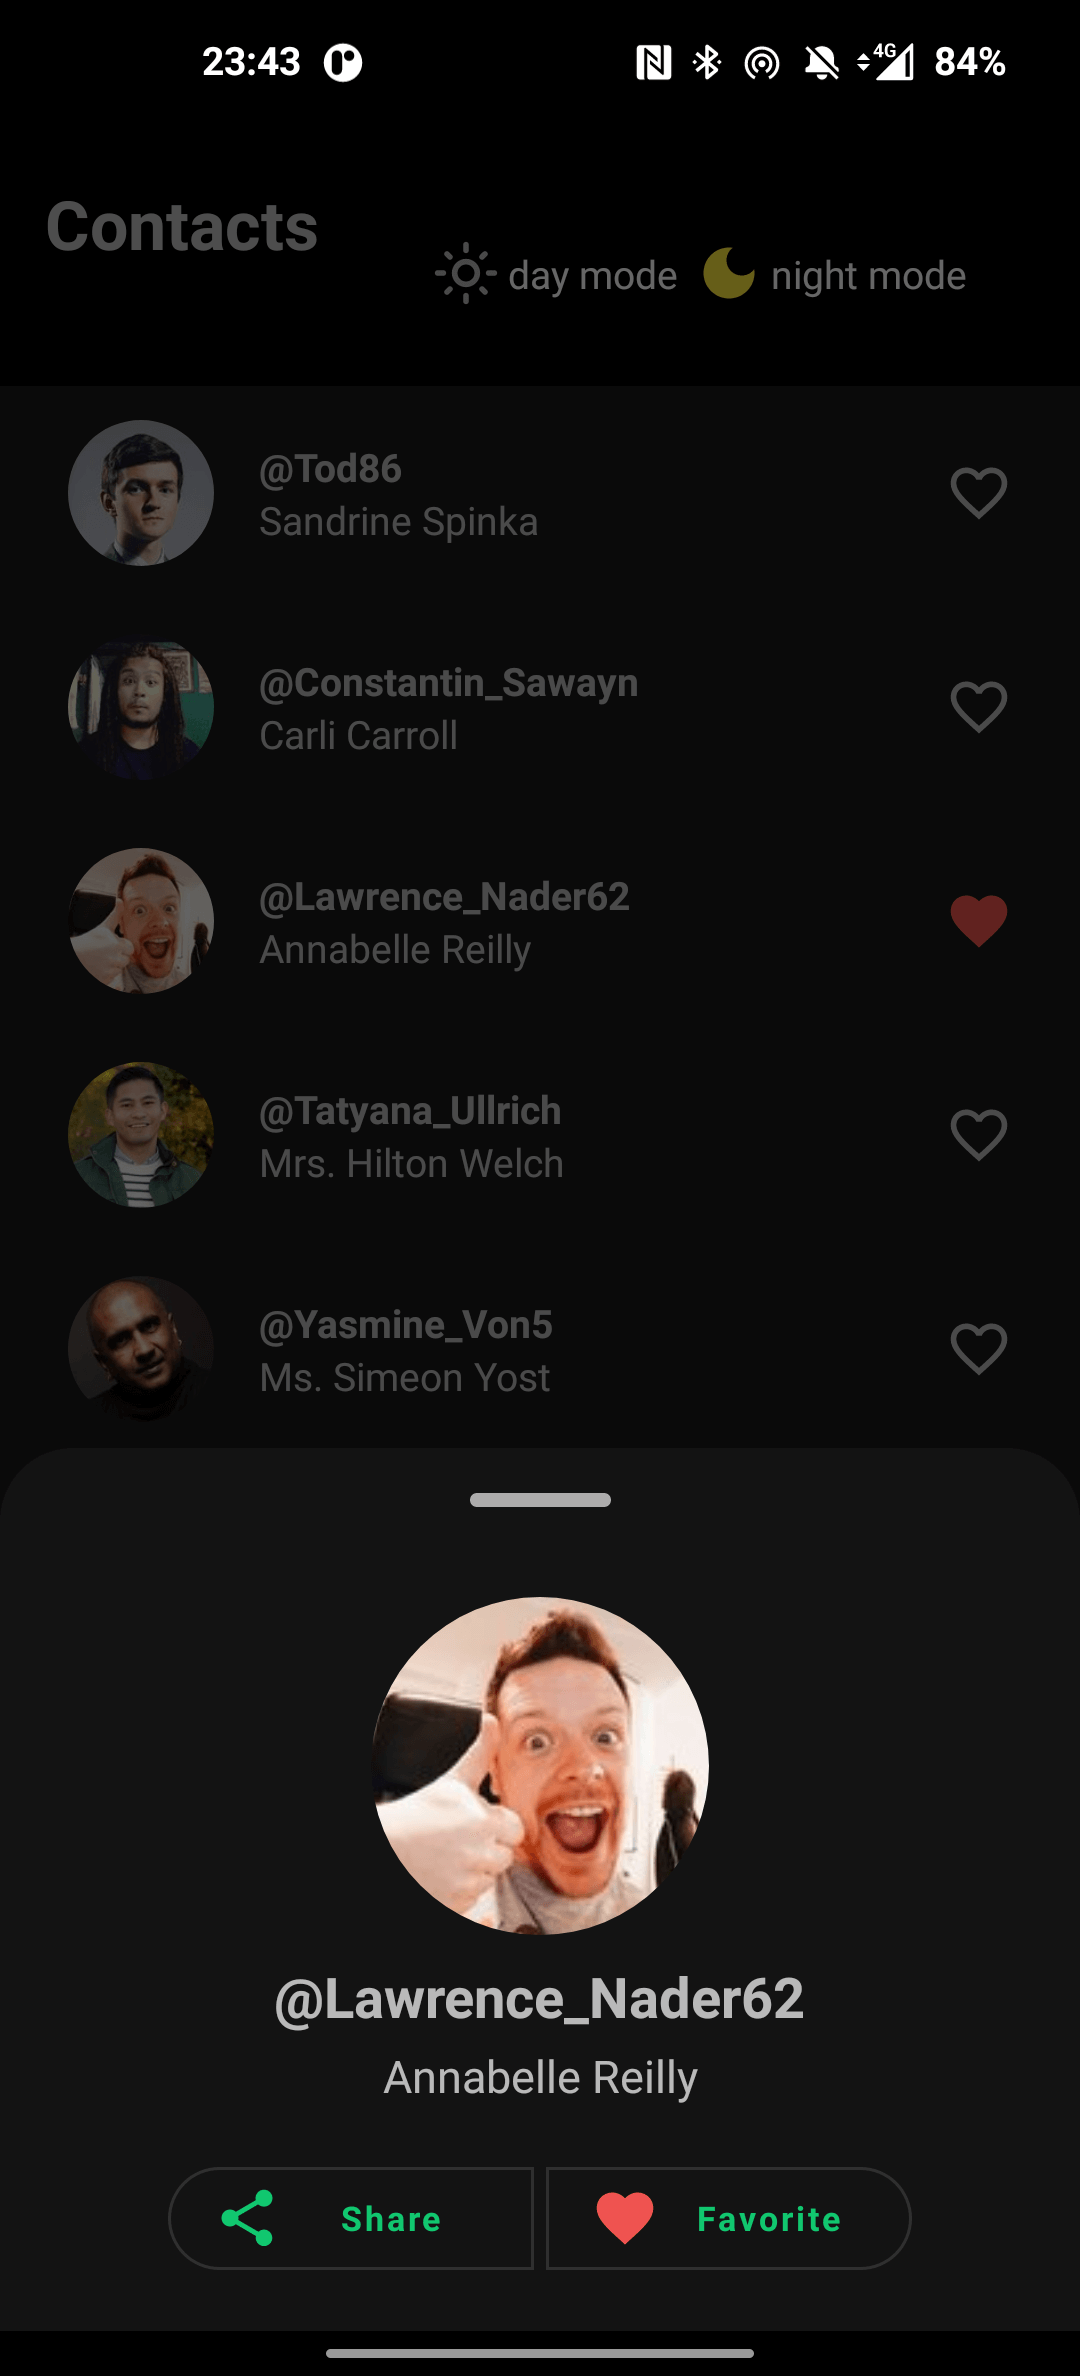 23:43
4G
84%
Contacts
day mode
night mode
@Tod86
Sandrine Spinka
@Constantin_Sawayn
Carli Carroll
@Lawrence_Nader62
Annabelle Reilly
@Tatyana_Ullrich
Mrs. Hilton Welch
@Yasmine_Von5
Ms. Simeon Yost
@Lawrence_Nader62
Annabelle Reilly
Share
Favorite